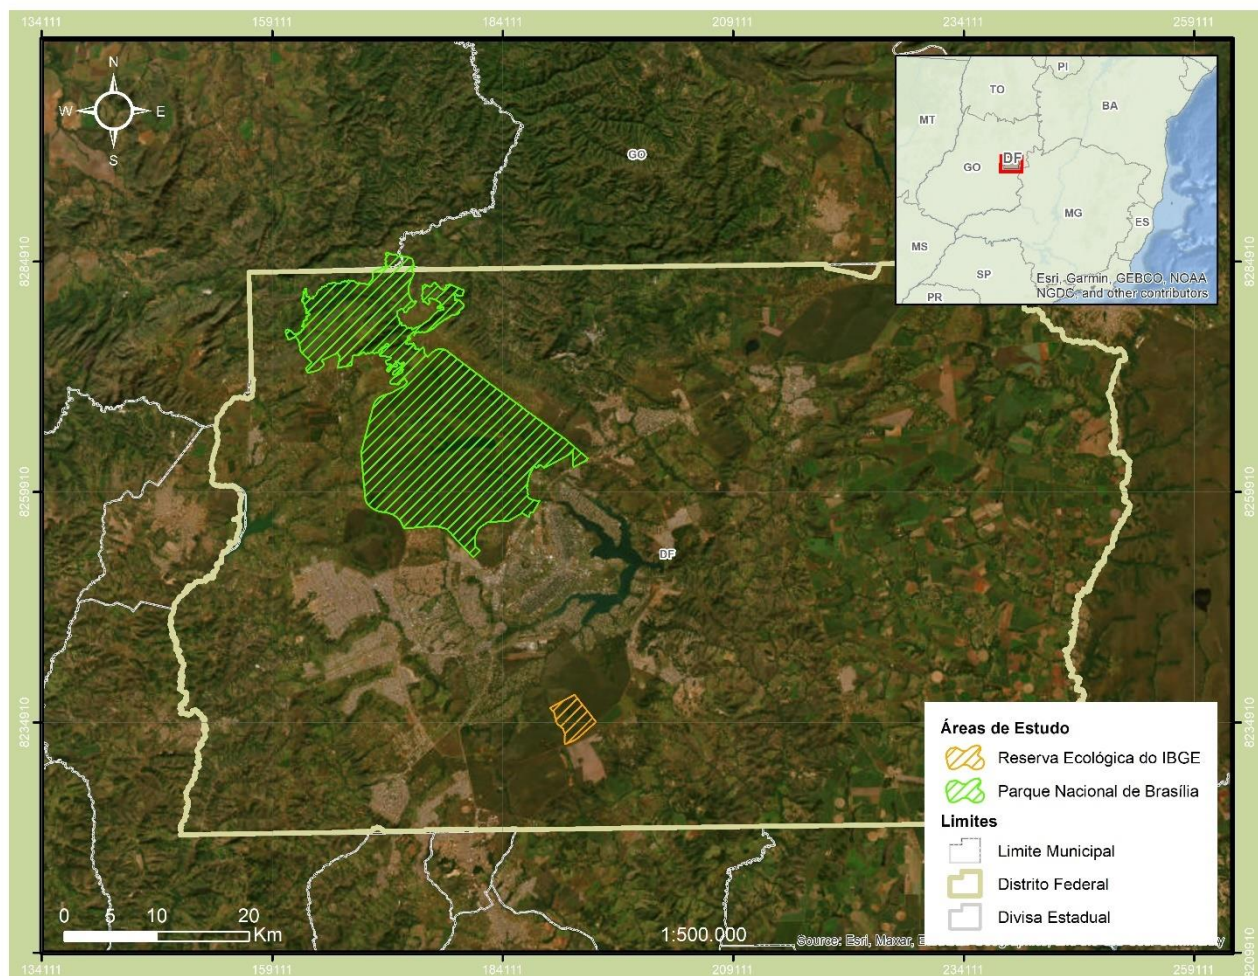 134111
159111
184111
209111
234111
259111
N
W
E
S
GO
TO
PI
BA
MT
DF
GO
MG
ES
MS
SP
PR
Esri, Garmin, GEBCO, NOAA
NGDC, and other contributors
8284910
8284910
8259910
8259910
DF
8234910
8234910
Áreas de Estudo
Reserva Ecológica do IBGE
Parque Nacional de Brasília
Limites
Limite Municipal
Distrito Federal
Divisa Estadual
0 5 10 20
Km
1:500.000
Source: Esri, Maxar,
8209910
134111
159111
184111
209111
234111
259111